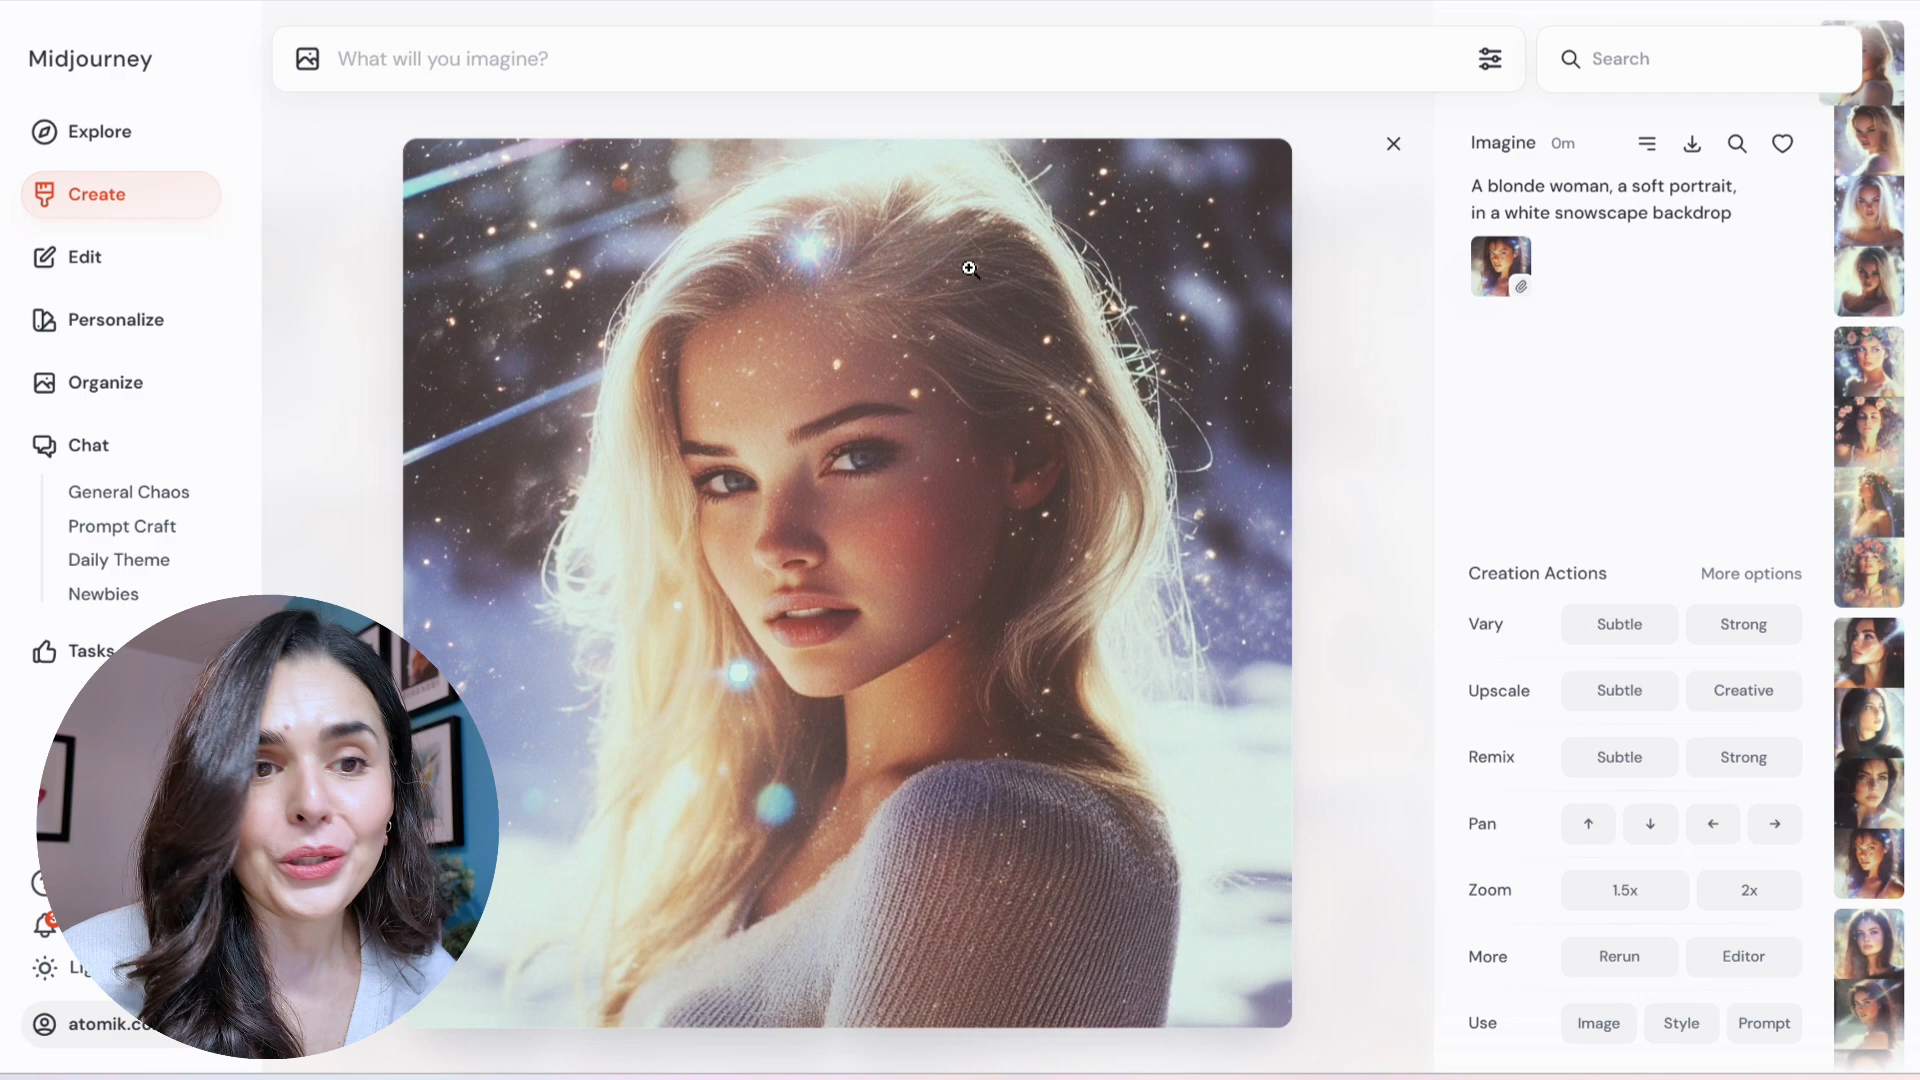 Midjourney
What will you imagine?
Search
Explore
Create
Edit
Personalize
Organize
Chat
General Chaos
Prompt Craft
Daily Theme
Newbies
Tasks
atomik.co
Imagine 0m
A blonde woman, a soft portrait,
in a white snowscape backdrop
Creation Actions More options
Vary Subtle Strong
Upscale Subtle Creative
Remix Subtle Strong
Pan ↑ ↓ ← →
Zoom 1.5x 2x
More Rerun Editor
Use Image Style Prompt